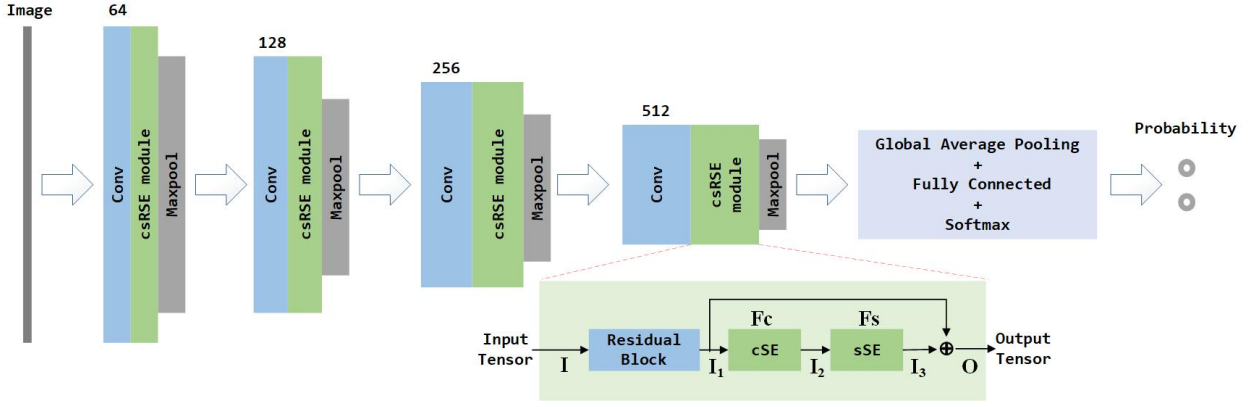 Image
64
Conv
csRSE module
Maxpool
128
Conv
csRSE module
Maxpool
256
Conv
csRSE module
Maxpool
512
Conv
csRSE
module
Maxpool
Global Average Pooling
+
Fully Connected
+
Softmax
Probability
Input
Tensor
I
Residual
Block
I₁
Fc
cSE
I₂
Fs
sSE
I₃
⊕
O
Output
Tensor